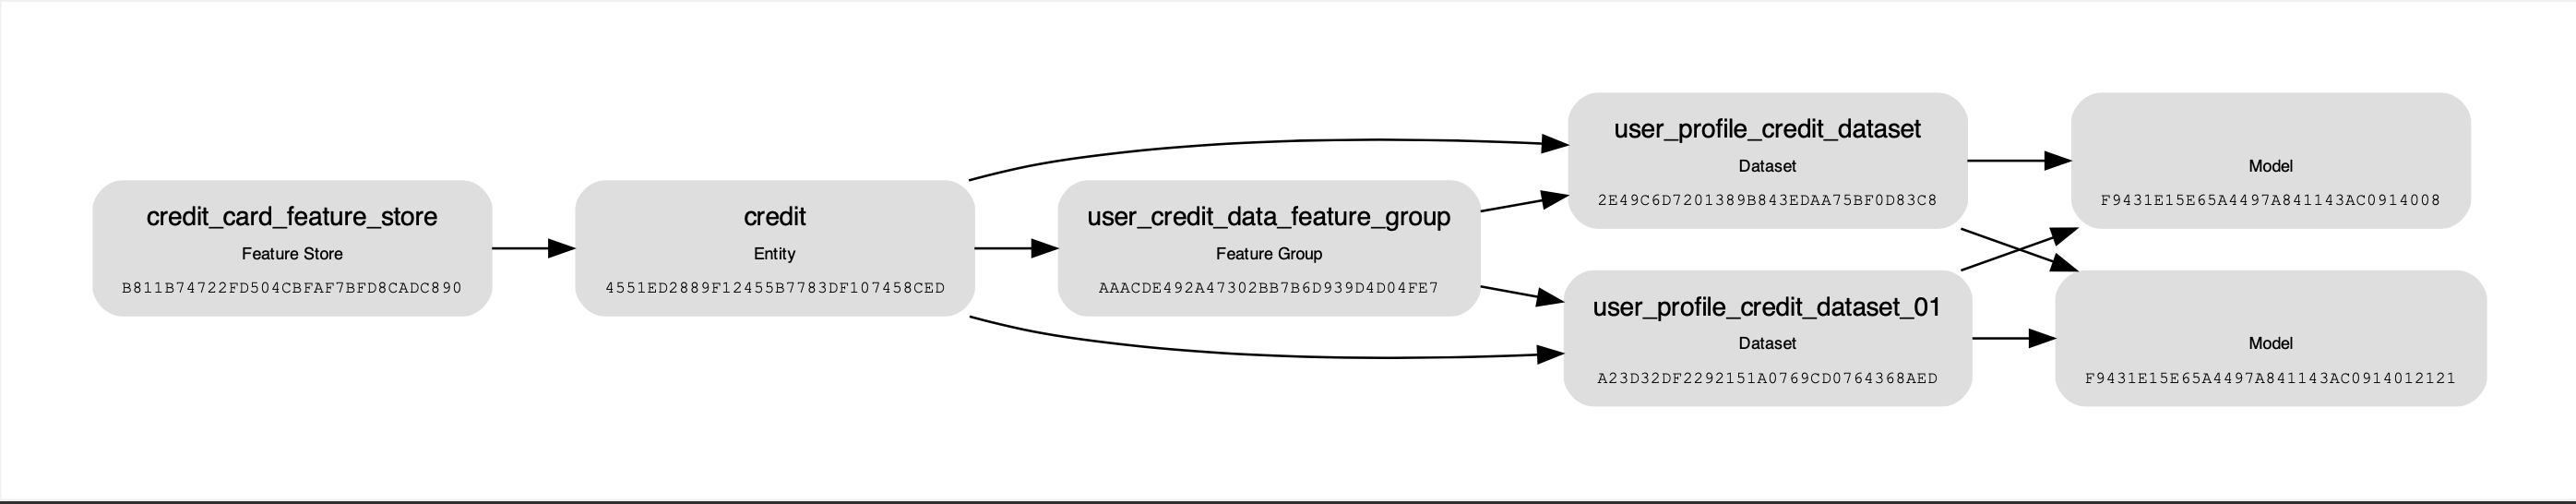 credit_card_feature_store
Feature Store
B811B74722FD504CBFAF7BFD8CADC890
credit
Entity
4551ED2889F12455B7783DF107458CED
user_credit_data_feature_group
Feature Group
AAACDE492A47302BB7B6D939D4D04FE7
user_profile_credit_dataset
Dataset
2E49C6D7201389B843EDAA75BF0D83C8
user_profile_credit_dataset_01
Dataset
A23D32DF2292151A0769CD0764368AED
Model
F9431E15E65A4497A841143AC0914008
Model
F9431E15E65A4497A841143AC0914012121